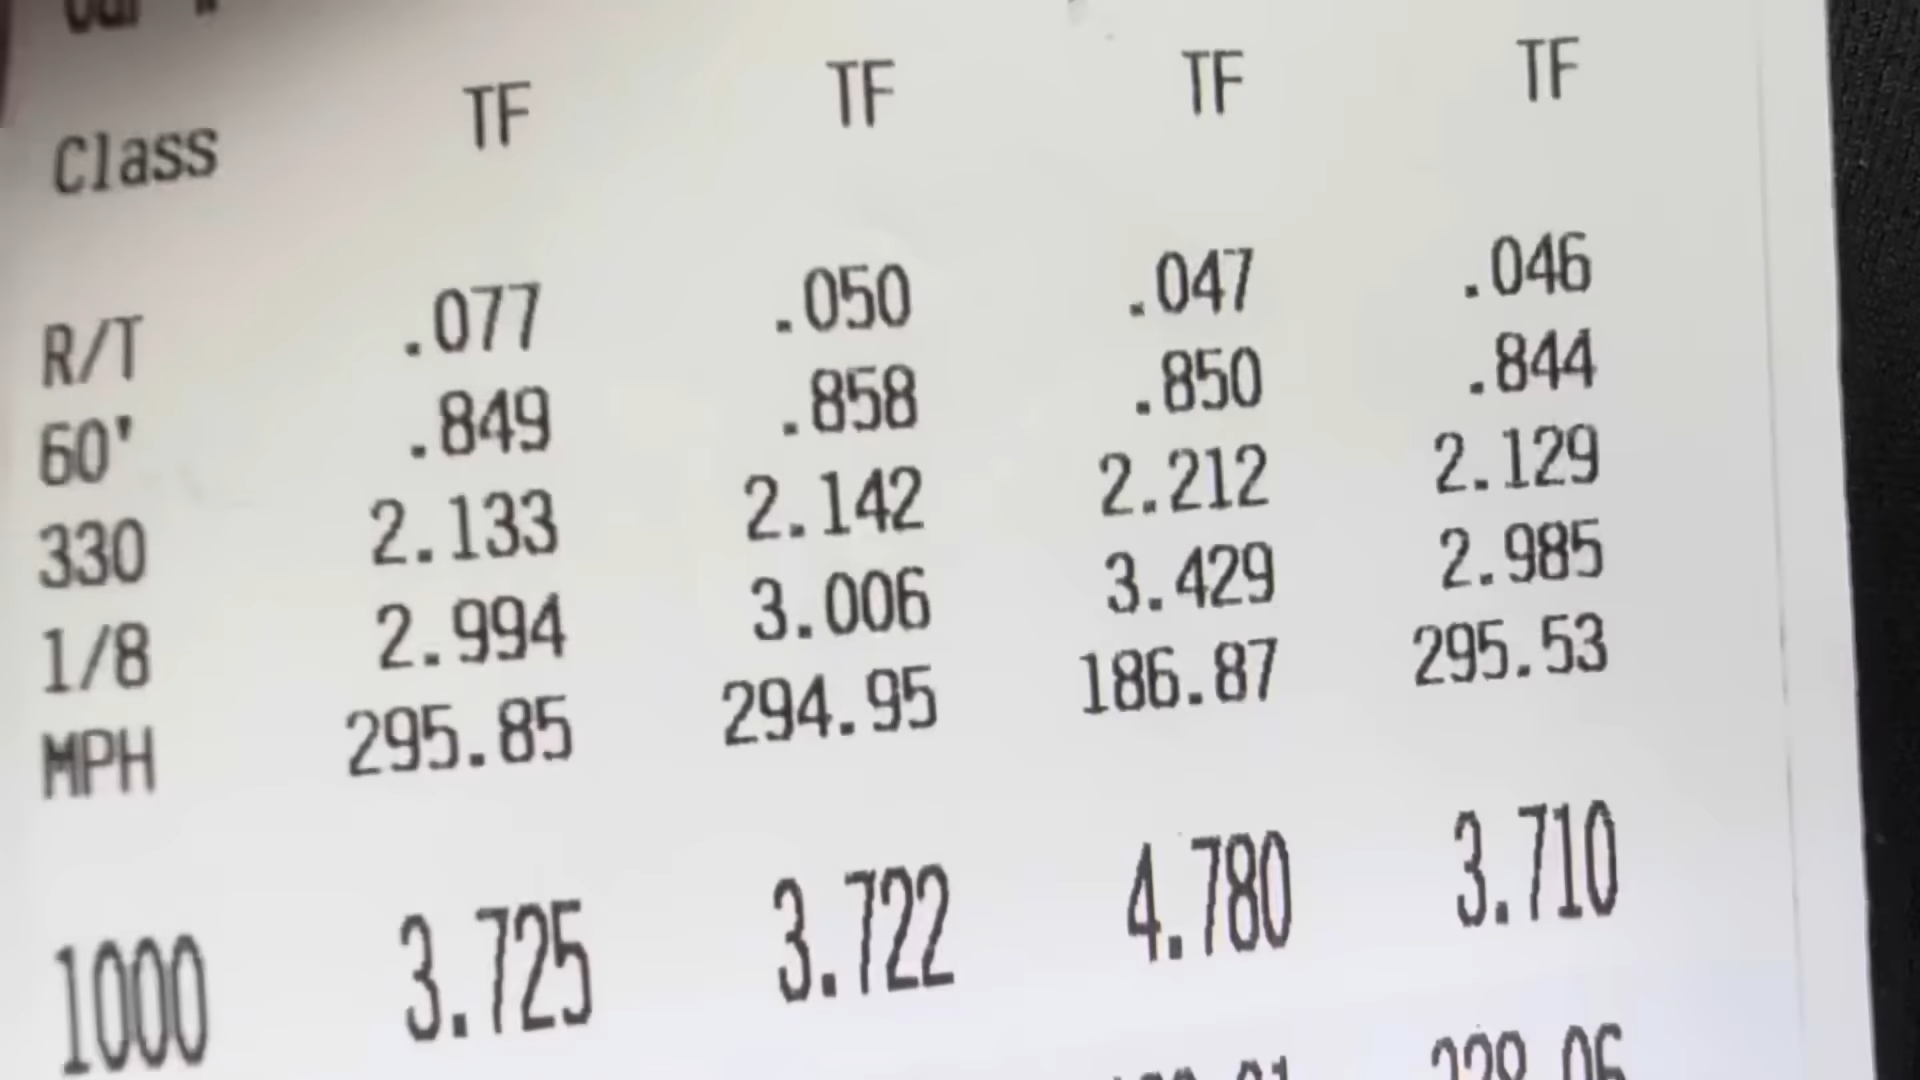 Class TF TF TF TF
R/T .077 .050 .047 .046
60' .849 .858 .850 .844
330 2.133 2.142 2.212 2.129
1/8 2.994 3.006 3.429 2.985
MPH 295.85 294.95 186.87 295.53
1000 3.725 3.722 4.780 3.710